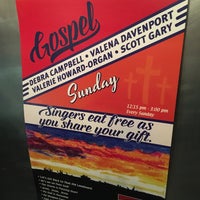 Gospel
DEBRA CAMPBELL • VALENA DAVENPORT
VALERIE HOWARD-ORGAN • SCOTT GARY
Sunday
12:15 pm - 3:00 pm
Every Sunday
Singers eat free as
you share your gift.